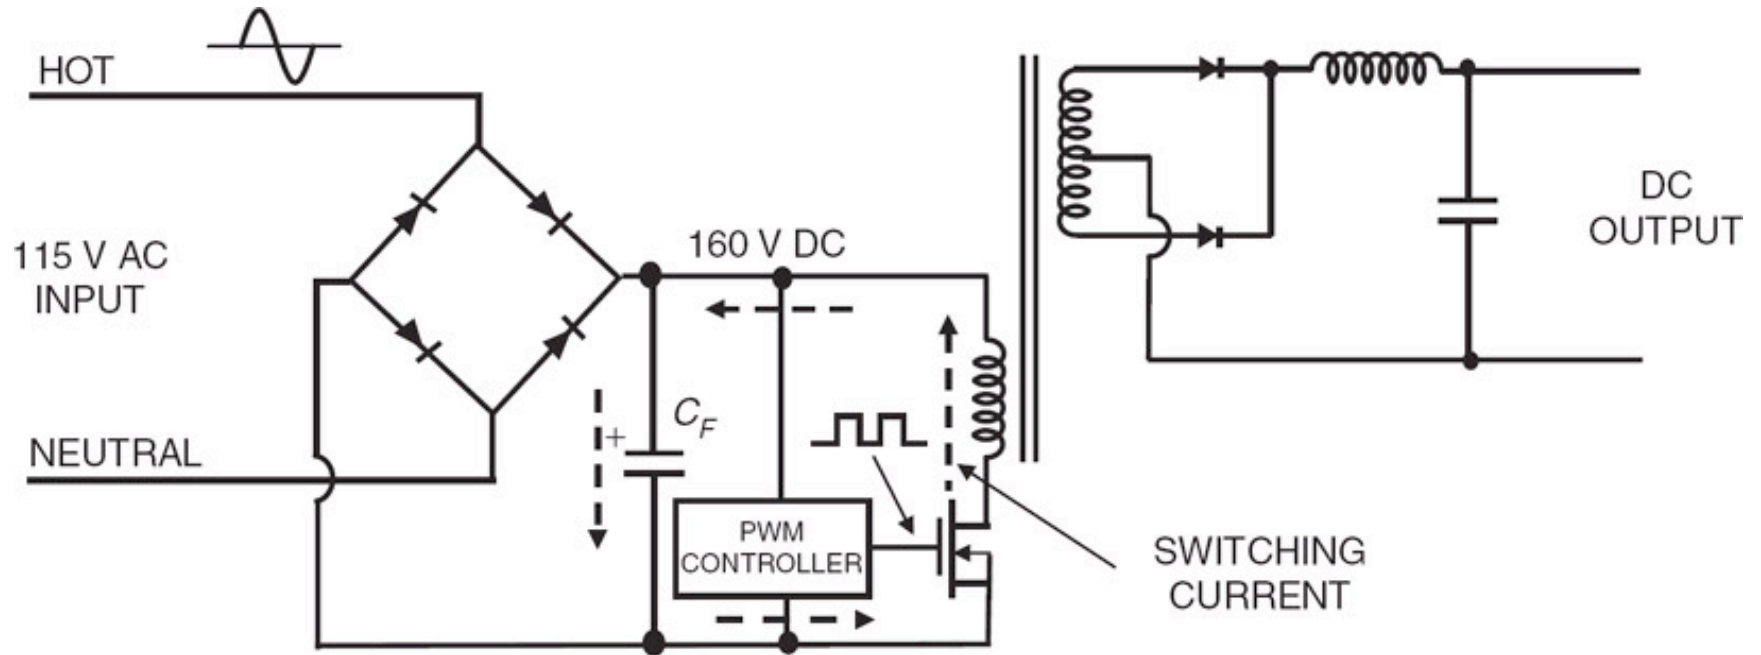 HOT
115 V AC
INPUT
NEUTRAL
160 V DC
+
C_F
PWM
CONTROLLER
SWITCHING
CURRENT
DC
OUTPUT